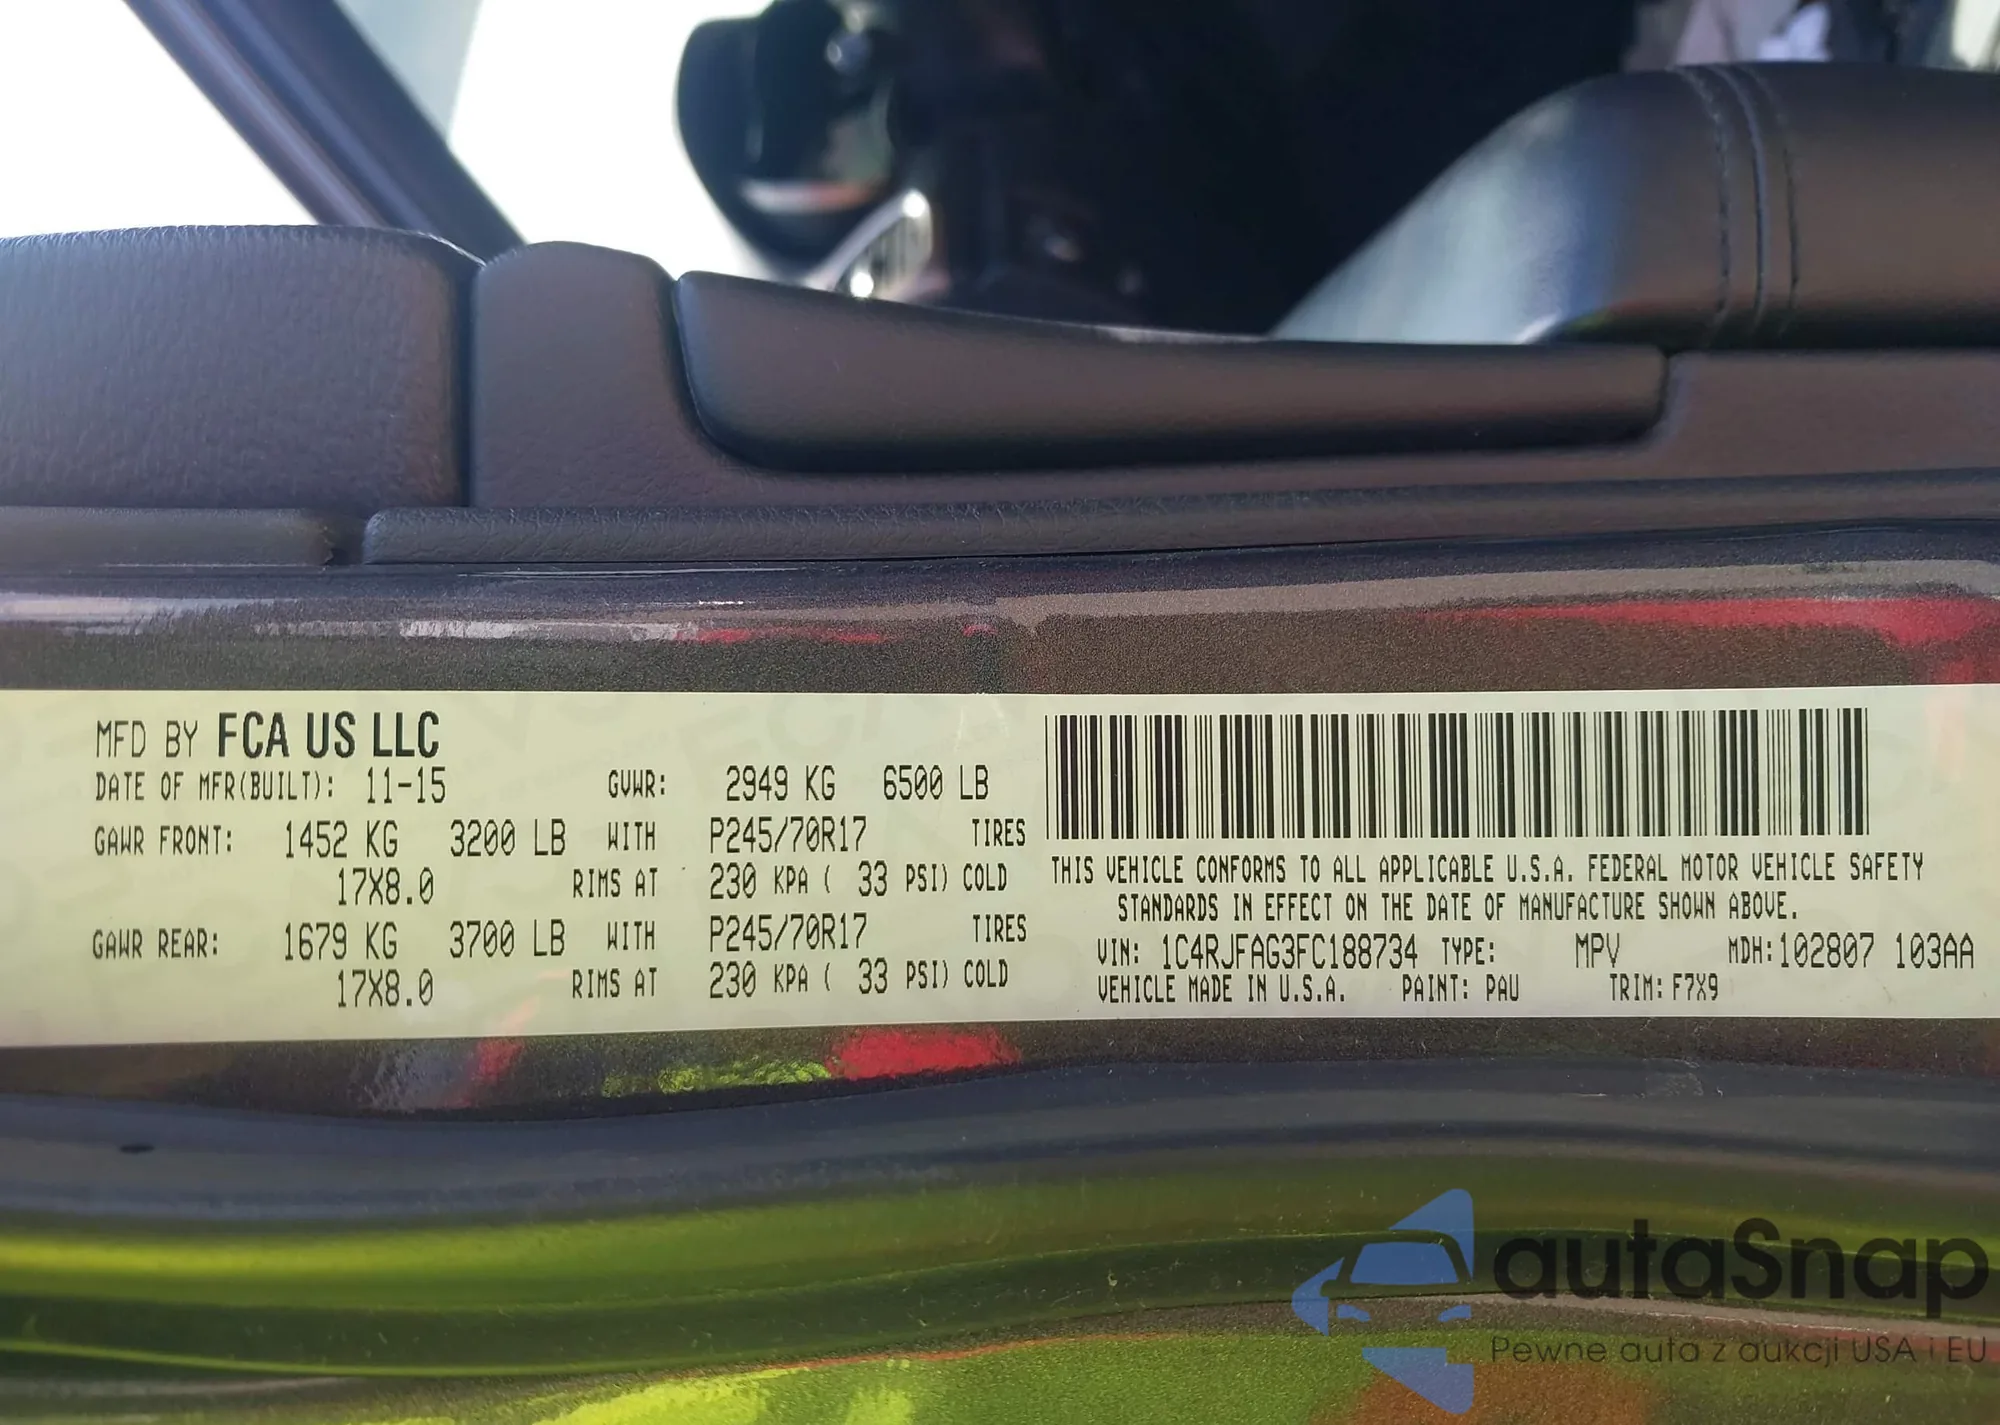 MFD BY FCA US LLC
DATE OF MFR(BUILT): 11-15 GVWR: 2949 KG 6500 LB
GAWR FRONT: 1452 KG 3200 LB WITH P245/70R17 TIRES
17X8.0 RIMS AT 230 KPA ( 33 PSI) COLD
GAWR REAR: 1679 KG 3700 LB WITH P245/70R17 TIRES
17X8.0 RIMS AT 230 KPA ( 33 PSI) COLD
THIS VEHICLE CONFORMS TO ALL APPLICABLE U.S.A. FEDERAL MOTOR VEHICLE SAFETY
STANDARDS IN EFFECT ON THE DATE OF MANUFACTURE SHOWN ABOVE.
VIN: 1C4RJFAG3FC188734 TYPE: MPV MDH:102807 103AA
VEHICLE MADE IN U.S.A. PAINT: PAU TRIM: F7X9
autaSnap
Pewne auta z aukcji USA i EU